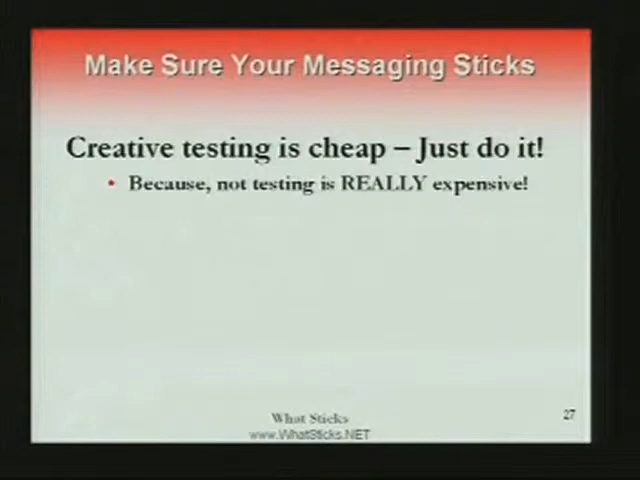 Make Sure Your Messaging Sticks
Creative testing is cheap – Just do it!
• Because, not testing is REALLY expensive!
What Sticks
www.WhatSticks.NET
27